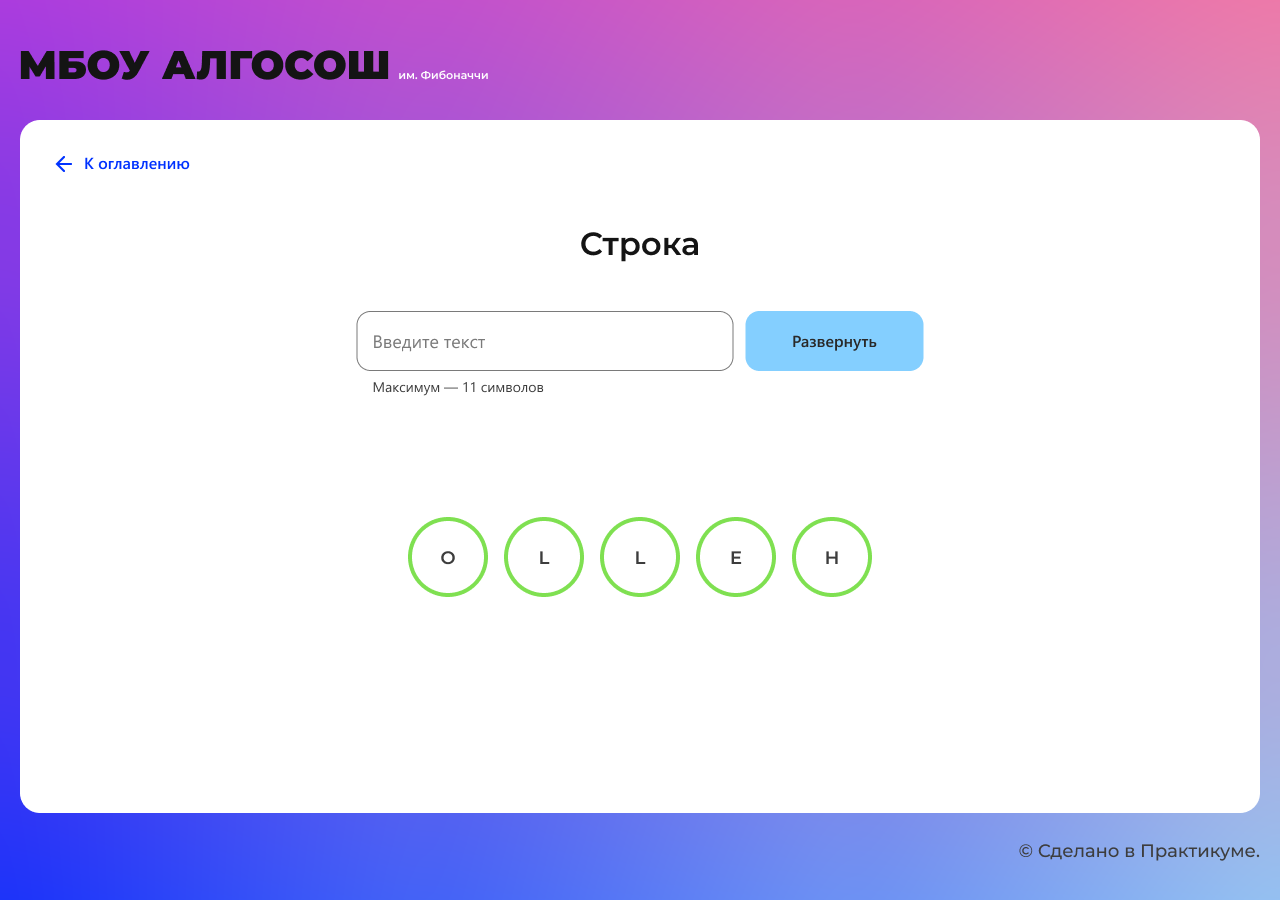 МБОУ АЛГОСОШ им. Фибоначчи
К оглавлению
Строка
Введите текст
Развернуть
Максимум — 11 символов
O L L E H
© Сделано в Практикуме.